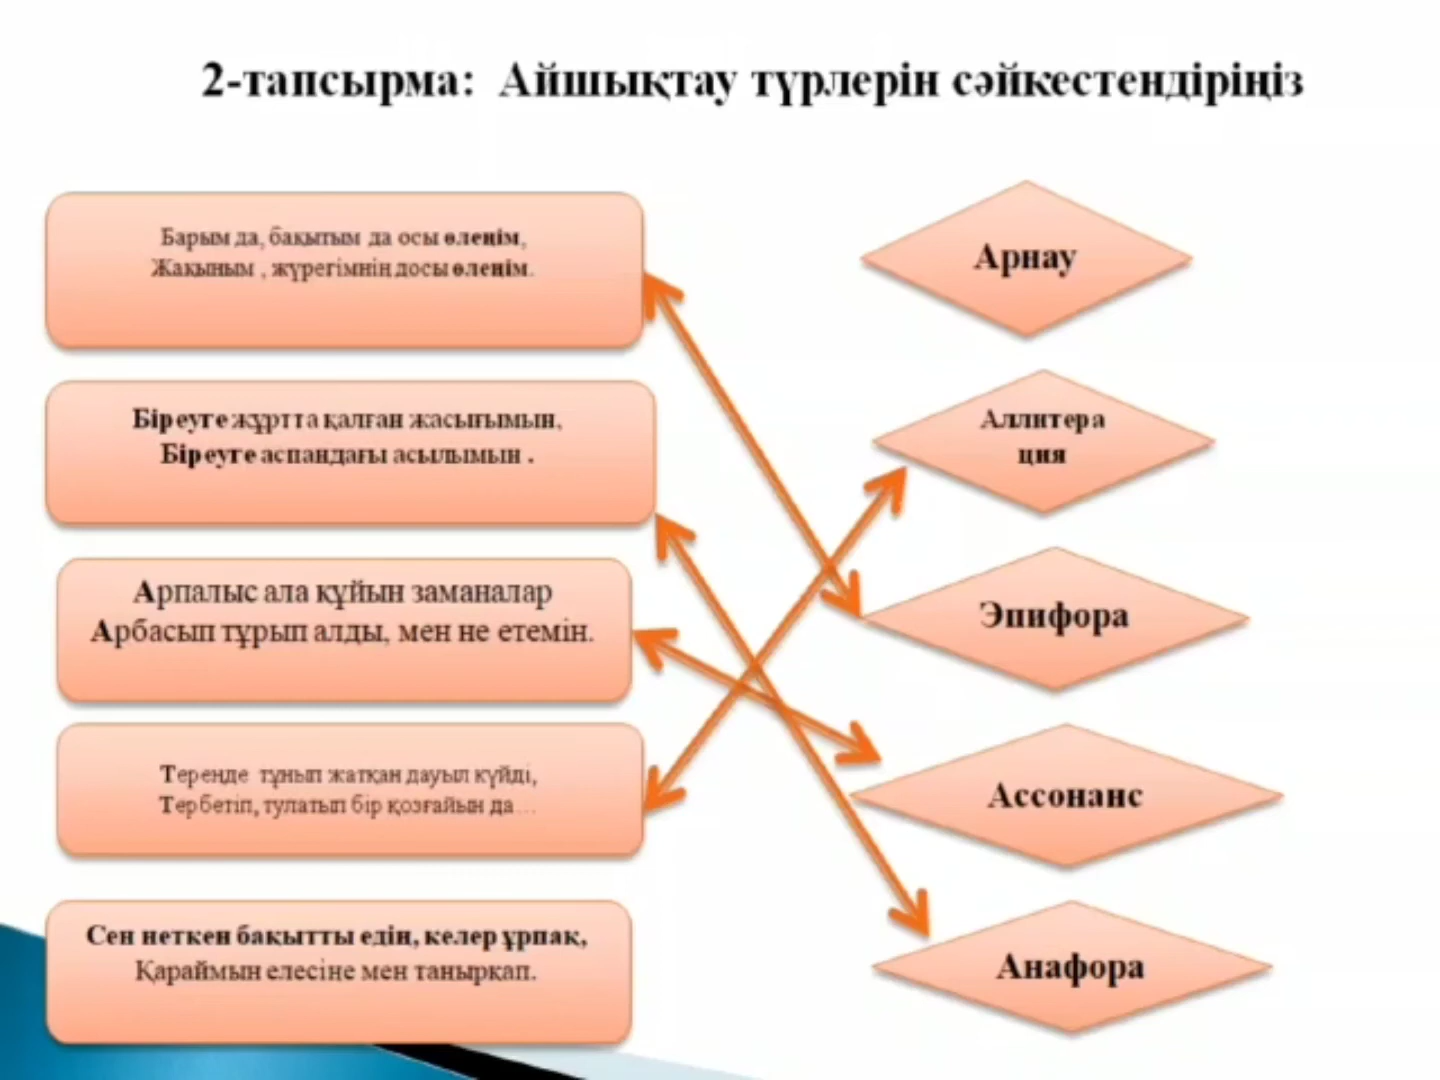 2-тапсырма: Айшықтау түрлерін сәйкестендіріңіз
Барым да, бақытым да осы өлеңім,
Жақыным , жүрегімнің досы өлеңім.
Біреуге жұртта қалған жасығымын,
Біреуге аспандағы асылымын .
Арпалыс ала құйын заманалар
Арбасып тұрып алды, мен не етемін.
Тереңде тұнып жатқан дауыл күйді,
Тербетіп, тулатып бір қозғайын да…
Сен неткен бақытты едің, келер ұрпақ,
Қараймын елесіңе мен таңырқап.
Арнау
Аллитера
ция
Эпифора
Ассонанс
Анафора